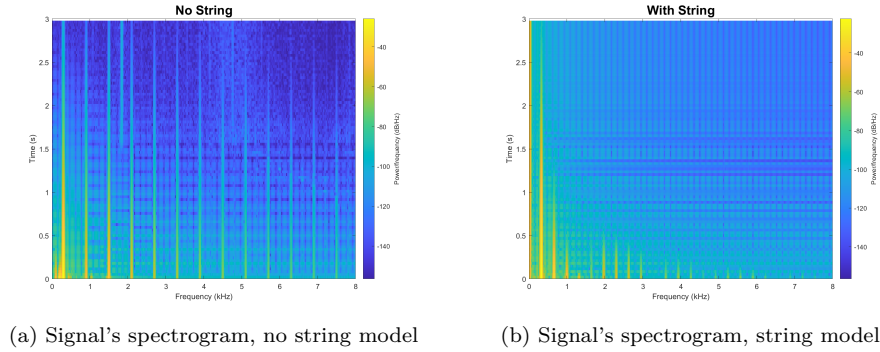 No String
With String
3
2.5
2
1.5
1
0.5
0
Time (s)
0 1 2 3 4 5 6 7 8
Frequency (kHz)
-40
-60
-80
-100
-120
-140
Power/frequency (dB/Hz)
3
2.5
2
1.5
1
0.5
0
Time (s)
0 1 2 3 4 5 6 7 8
Frequency (kHz)
-40
-60
-80
-100
-120
-140
Power/frequency (dB/Hz)
(a) Signal's spectrogram, no string model
(b) Signal's spectrogram, string model